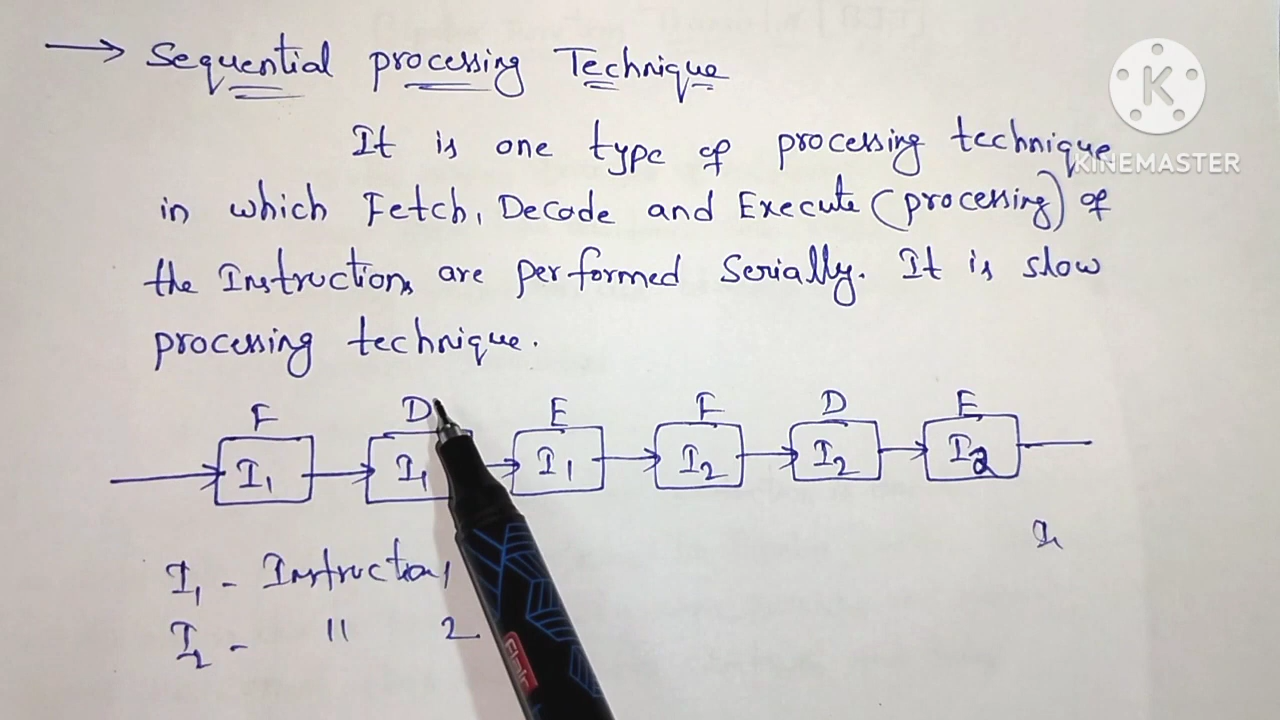 → Sequential processing Technique
K
KINEMASTER
It is one type of processing technique
in which Fetch, Decode and Execute (processing) of
the Instructions are performed Serially. It is slow
processing technique.
F D E F D E
I₁ I₁ I₁ I₂ I₂ I₂
I₁ - Instruction 1
I₂ - " 2
Flair